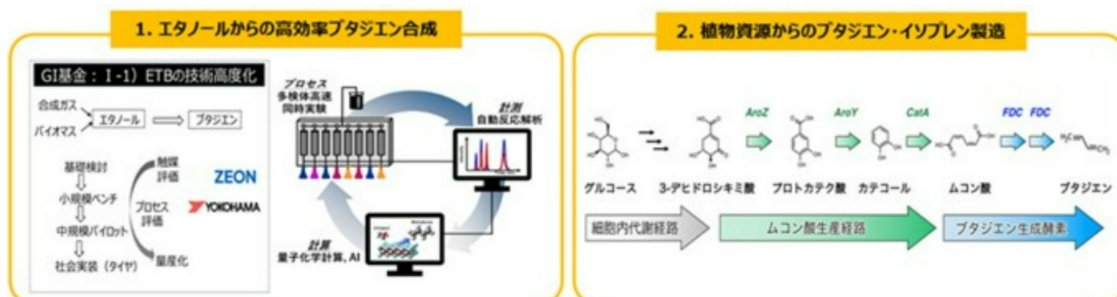 1. エタノールからの高効率ブタジエン合成
GI基金：Ⅰ-1）ETBの技術高度化
合成ガス
バイオマス
エタノール
ブタジエン
基礎検討
小規模ベンチ
中規模パイロット
社会実装（タイヤ）
触媒
評価
プロセス
評価
量産化
ZEON
YOKOHAMA
プロセス
多検体高速
同時実験
計測
自動反応解析
計算
量子化学計算, AI
2. 植物資源からのブタジエン・イソプレン製造
AroZ
AroY
CatA
FDC
FDC
グルコース
3-デヒドロシキミ酸
プロトカテク酸
カテコール
ムコン酸
ブタジエン
細胞内代謝経路
ムコン酸生産経路
ブタジエン生成酵素